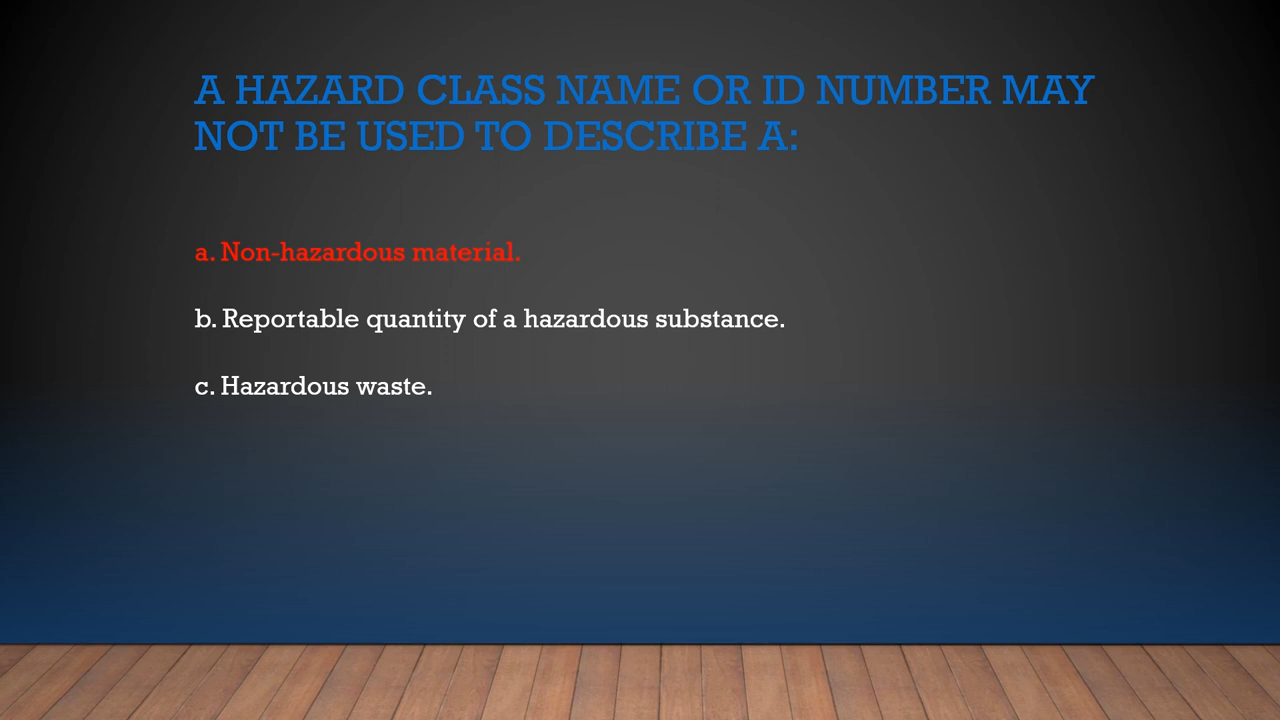 A HAZARD CLASS NAME OR ID NUMBER MAY
NOT BE USED TO DESCRIBE A:
a. Non-hazardous material.
b. Reportable quantity of a hazardous substance.
c. Hazardous waste.